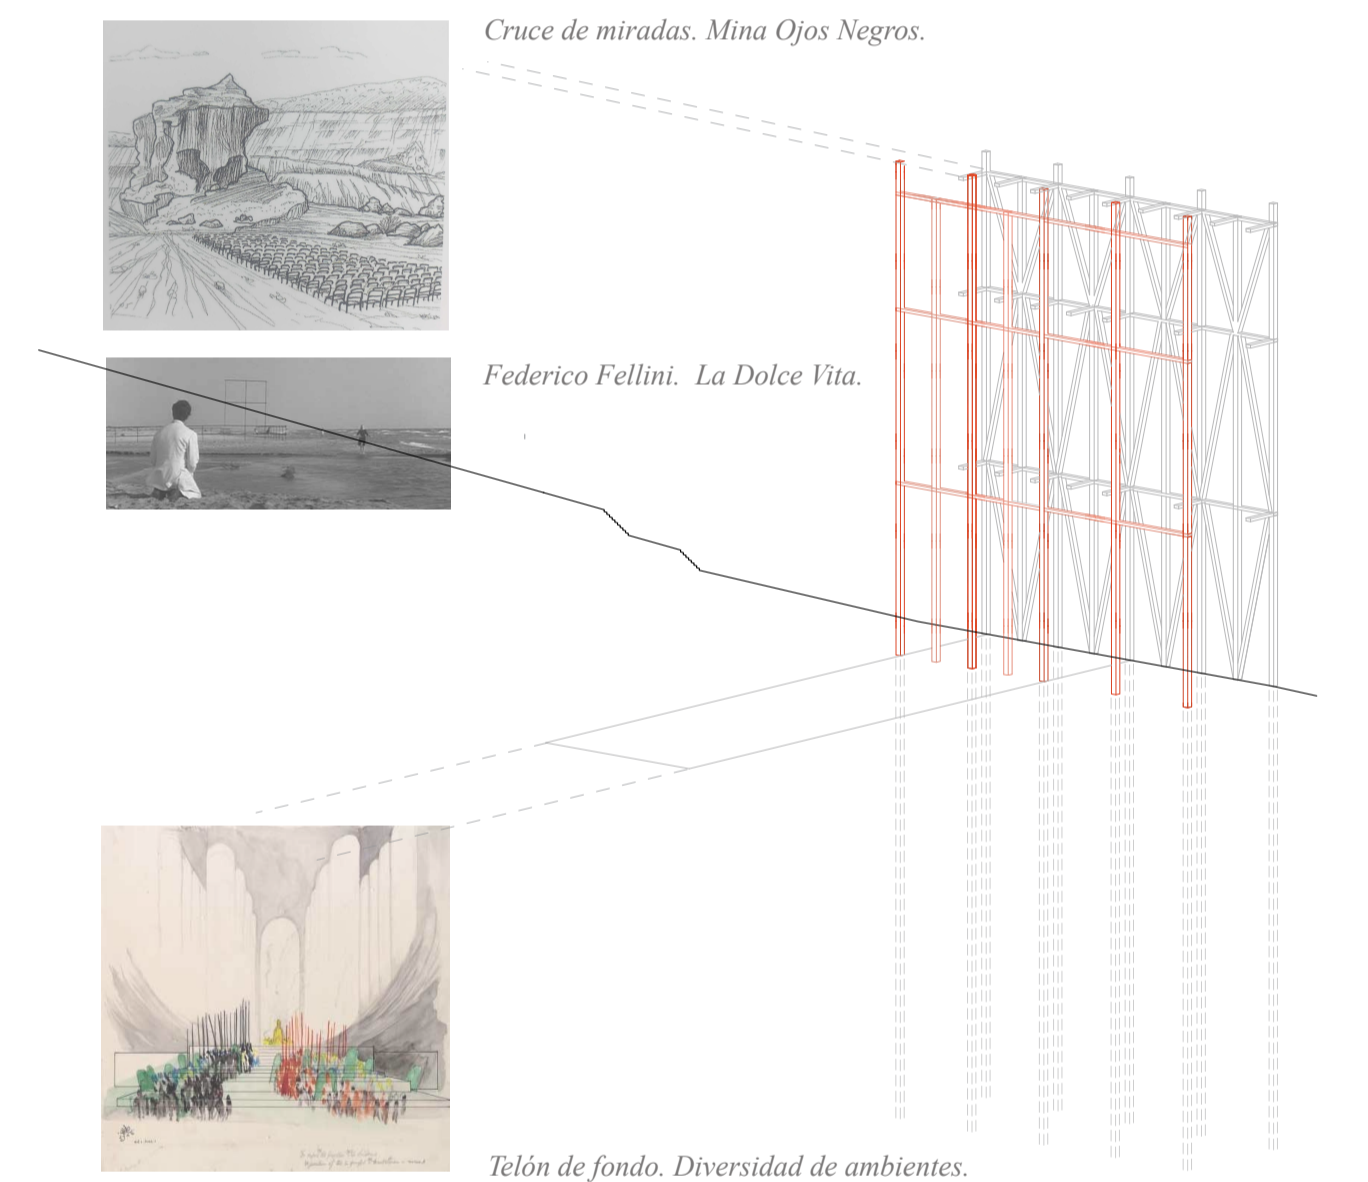 Cruce de miradas. Mina Ojos Negros.
Federico Fellini.  La Dolce Vita.
Telón de fondo. Diversidad de ambientes.